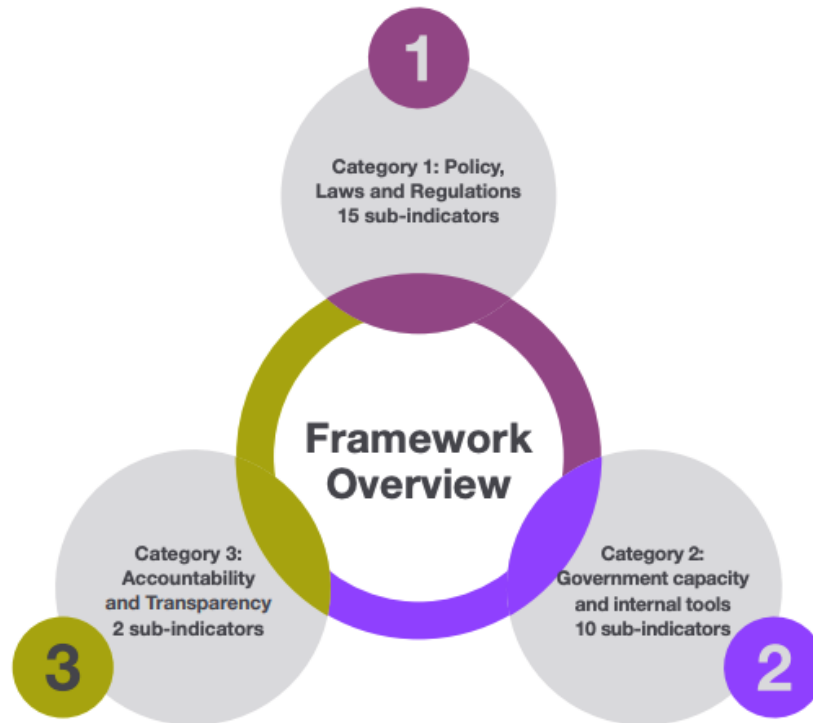 1
Category 1: Policy,
Laws and Regulations
15 sub-indicators
Framework
Overview
Category 3:
Accountability
and Transparency
2 sub-indicators
3
Category 2:
Government capacity
and internal tools
10 sub-indicators
2